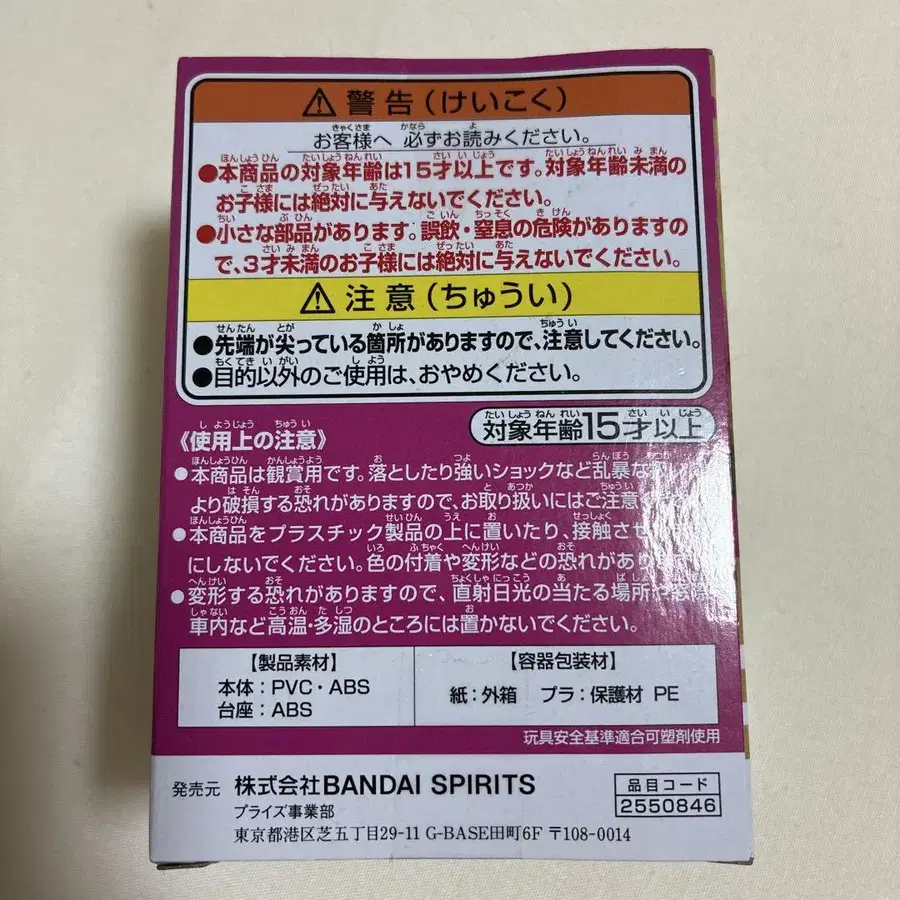 ⚠警告(けいこく)
お客様へ 必ずお読みください。
●本商品の対象年齢は15才以上です。対象年齢未満の
お子様には絶対に与えないでください。
●小さな部品があります。誤飲・窒息の危険がありますの
で、3才未満のお子様には絶対に与えないでください。
⚠注意(ちゅうい)
●先端が尖っている箇所がありますので、注意してください。
●目的以外のご使用は、おやめください。
対象年齢15才以上
《使用上の注意》
●本商品は観賞用です。落としたり強いショックなど乱暴な扱い
より破損する恐れがありますので、お取り扱いにはご注意く
●本商品をプラスチック製品の上に置いたり、接触させ
にしないでください。色の付着や変形などの恐れがあり
●変形する恐れがありますので、直射日光の当たる場所や
車内など高温・多湿のところには置かないでください。
【製品素材】
本体:PVC・ABS
台座:ABS
【容器包装材】
紙:外箱 プラ:保護材 PE
玩具安全基準適合可塑剤使用
発売元 株式会社BANDAI SPIRITS
プライズ事業部
東京都港区芝五丁目29-11 G-BASE田町6F 〒108-0014
品目コード
2550846